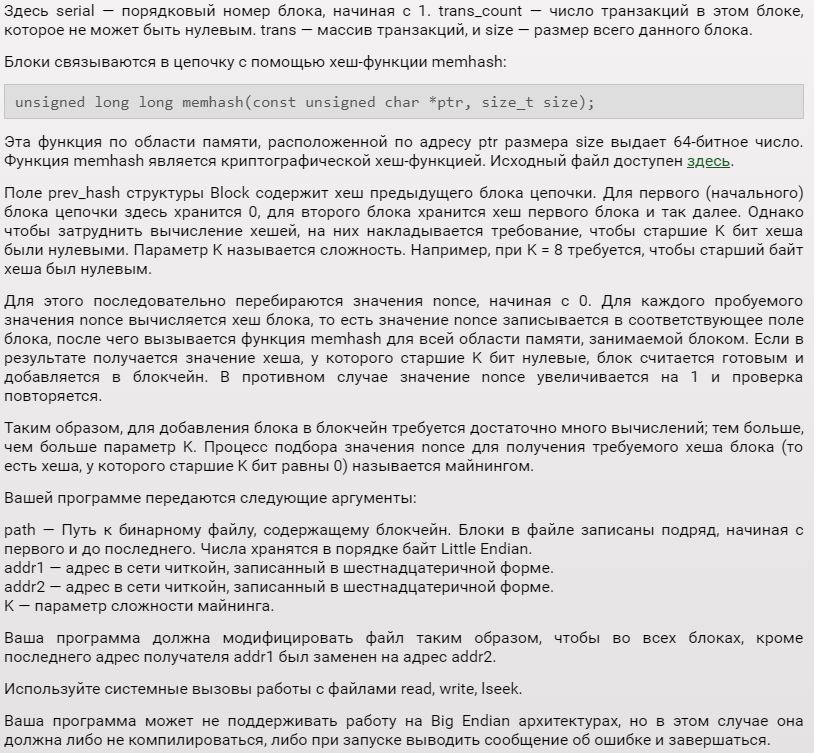 Здесь serial — порядковый номер блока, начиная с 1. trans_count — число транзакций в этом блоке,
которое не может быть нулевым. trans — массив транзакций, и size — размер всего данного блока.
Блоки связываются в цепочку с помощью хеш-функции memhash:
unsigned long long memhash(const unsigned char *ptr, size_t size);
Эта функция по области памяти, расположенной по адресу ptr размера size выдает 64-битное число.
Функция memhash является криптографической хеш-функцией. Исходный файл доступен здесь.
Поле prev_hash структуры Block содержит хеш предыдущего блока цепочки. Для первого (начального)
блока цепочки здесь хранится 0, для второго блока хранится хеш первого блока и так далее. Однако
чтобы затруднить вычисление хешей, на них накладывается требование, чтобы старшие K бит хеша
были нулевыми. Параметр K называется сложность. Например, при K = 8 требуется, чтобы старший байт
хеша был нулевым.
Для этого последовательно перебираются значения nonce, начиная с 0. Для каждого пробуемого
значения nonce вычисляется хеш блока, то есть значение nonce записывается в соответствующее поле
блока, после чего вызывается функция memhash для всей области памяти, занимаемой блоком. Если в
результате получается значение хеша, у которого старшие K бит нулевые, блок считается готовым и
добавляется в блокчейн. В противном случае значение nonce увеличивается на 1 и проверка
повторяется.
Таким образом, для добавления блока в блокчейн требуется достаточно много вычислений; тем больше,
чем больше параметр K. Процесс подбора значения nonce для получения требуемого хеша блока (то
есть хеша, у которого старшие K бит равны 0) называется майнингом.
Вашей программе передаются следующие аргументы:
path — Путь к бинарному файлу, содержащему блокчейн. Блоки в файле записаны подряд, начиная с
первого и до последнего. Числа хранятся в порядке байт Little Endian.
addr1 — адрес в сети читкойн, записанный в шестнадцатеричной форме.
addr2 — адрес в сети читкойн, записанный в шестнадцатеричной форме.
K — параметр сложности майнинга.
Ваша программа должна модифицировать файл таким образом, чтобы во всех блоках, кроме
последнего адрес получателя addr1 был заменен на адрес addr2.
Используйте системные вызовы работы с файлами read, write, lseek.
Ваша программа может не поддерживать работу на Big Endian архитектурах, но в этом случае она
должна либо не компилироваться, либо при запуске выводить сообщение об ошибке и завершаться.